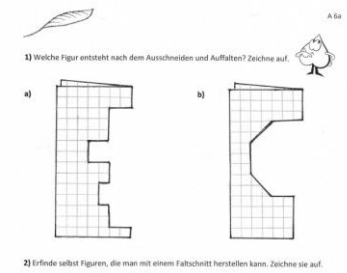 A 6a
1) Welche Figur entsteht nach dem Ausschneiden und Auffalten? Zeichne auf.
a)
b)
2) Erfinde selbst Figuren, die man mit einem Faltschnitt herstellen kann. Zeichne sie auf.